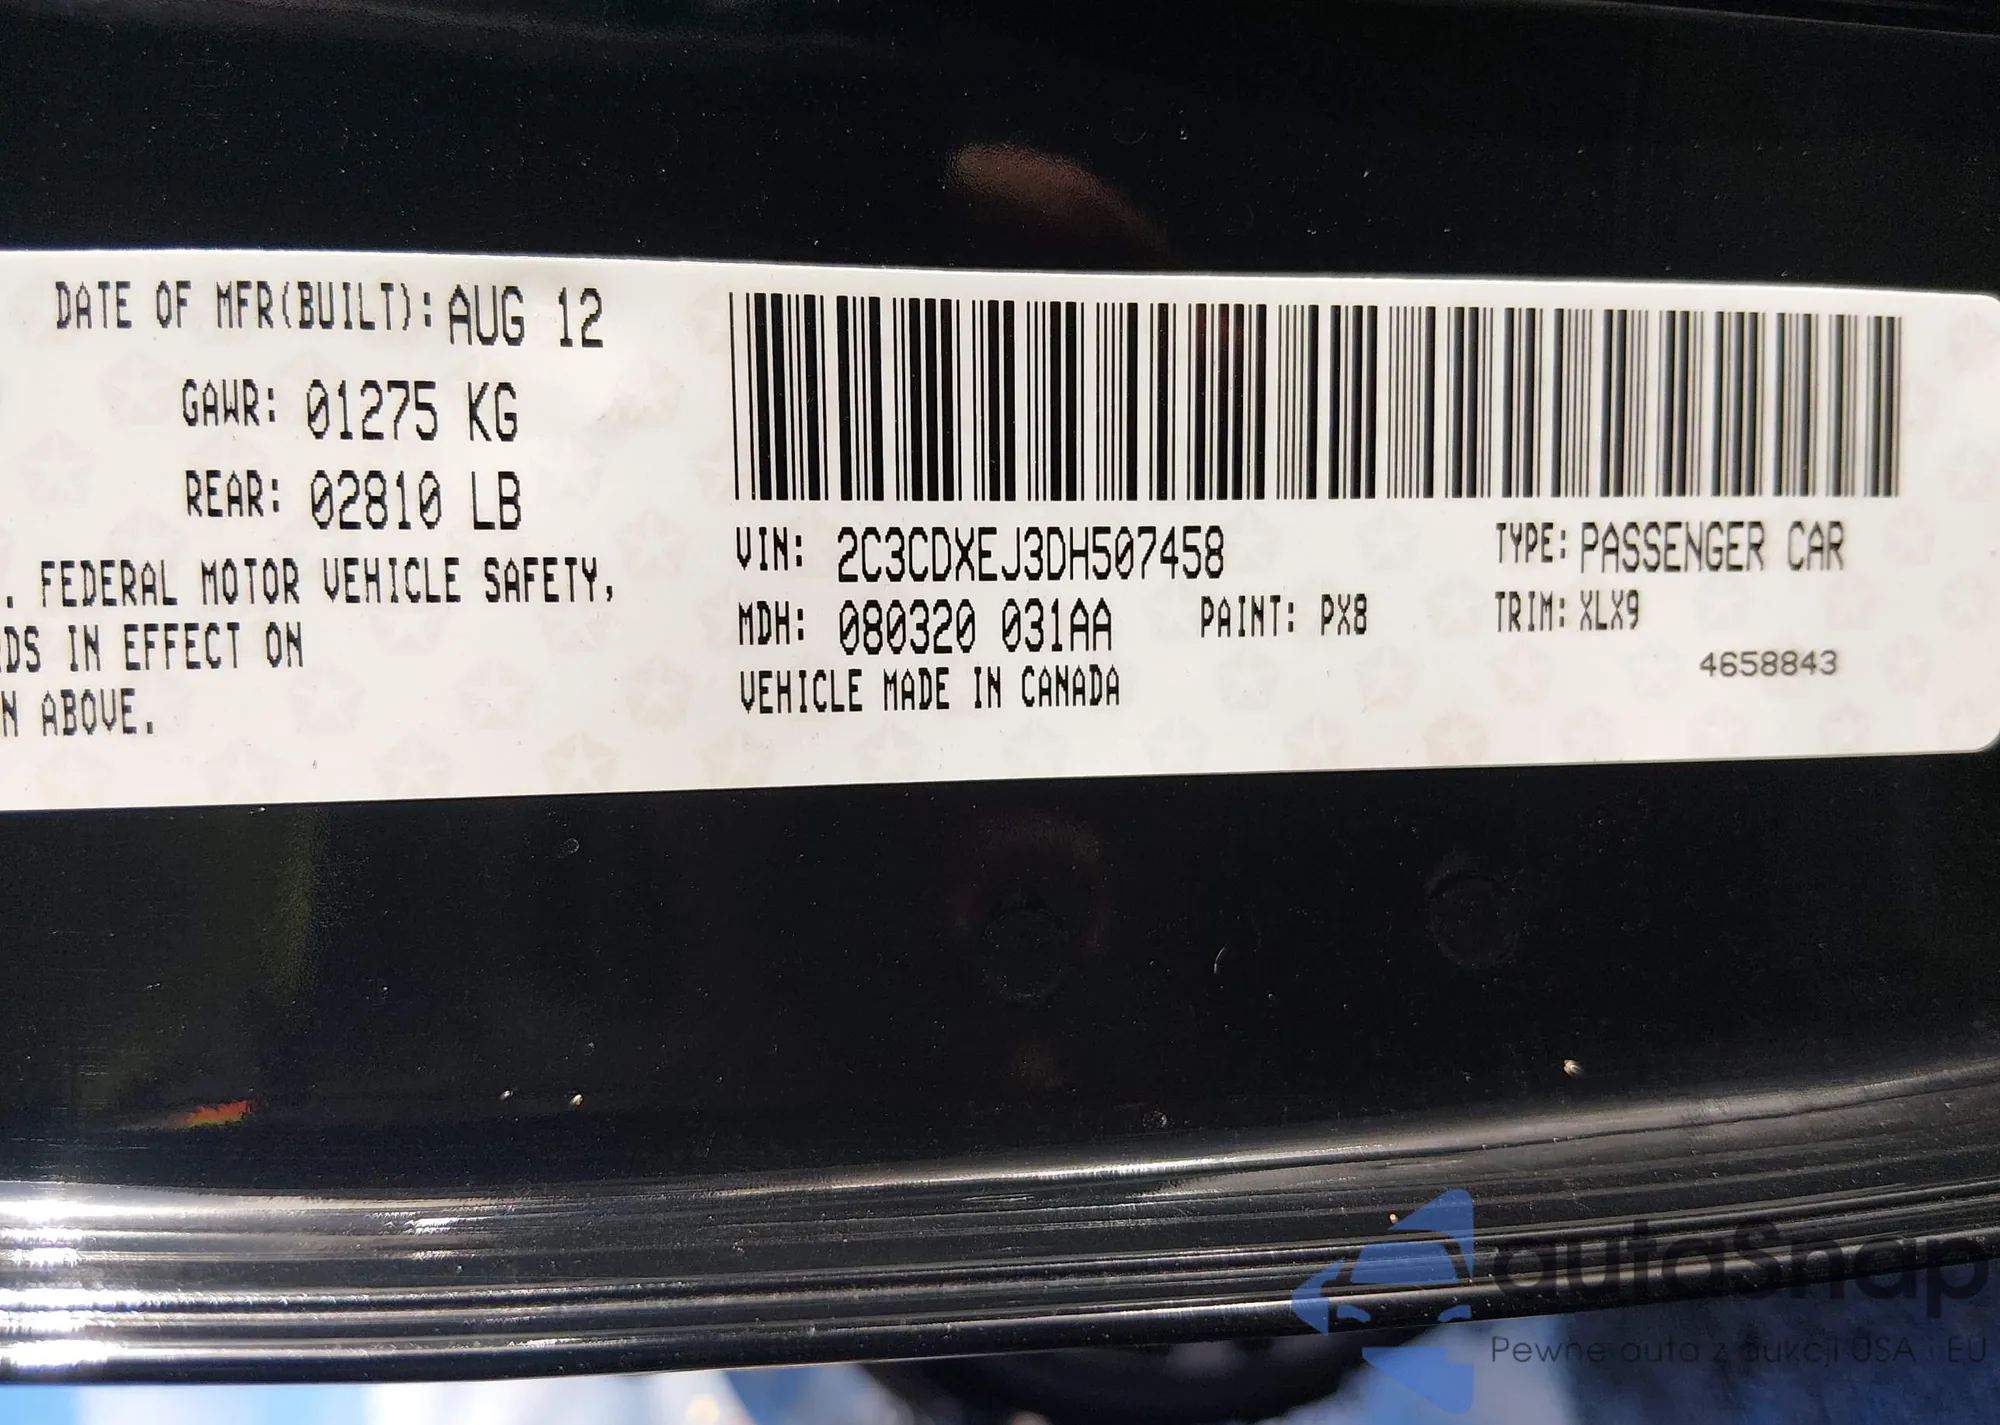 DATE OF MFR(BUILT): AUG 12
GAWR: 01275 KG
REAR: 02810 LB
. FEDERAL MOTOR VEHICLE SAFETY,
DS IN EFFECT ON
N ABOVE.
VIN: 2C3CDXEJ3DH507458
TYPE: PASSENGER CAR
MDH: 080320 031AA
PAINT: PX8
TRIM: XLX9
VEHICLE MADE IN CANADA
4658843
autoSnap
Pewne auta z aukcji USA i EU